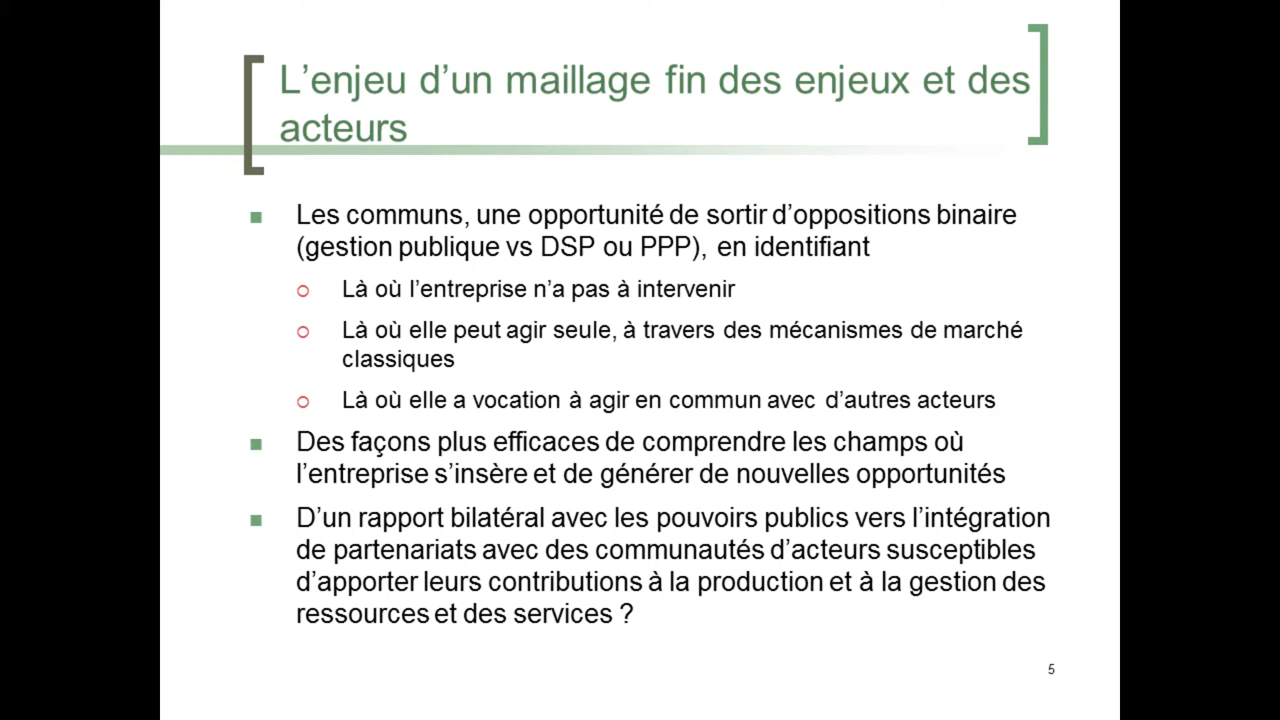 L’enjeu d’un maillage fin des enjeux et des
acteurs
Les communs, une opportunité de sortir d’oppositions binaire
(gestion publique vs DSP ou PPP), en identifiant
Là où l’entreprise n’a pas à intervenir
Là où elle peut agir seule, à travers des mécanismes de marché
classiques
Là où elle a vocation à agir en commun avec d’autres acteurs
Des façons plus efficaces de comprendre les champs où
l’entreprise s’insère et de générer de nouvelles opportunités
D’un rapport bilatéral avec les pouvoirs publics vers l’intégration
de partenariats avec des communautés d’acteurs susceptibles
d’apporter leurs contributions à la production et à la gestion des
ressources et des services ?
5